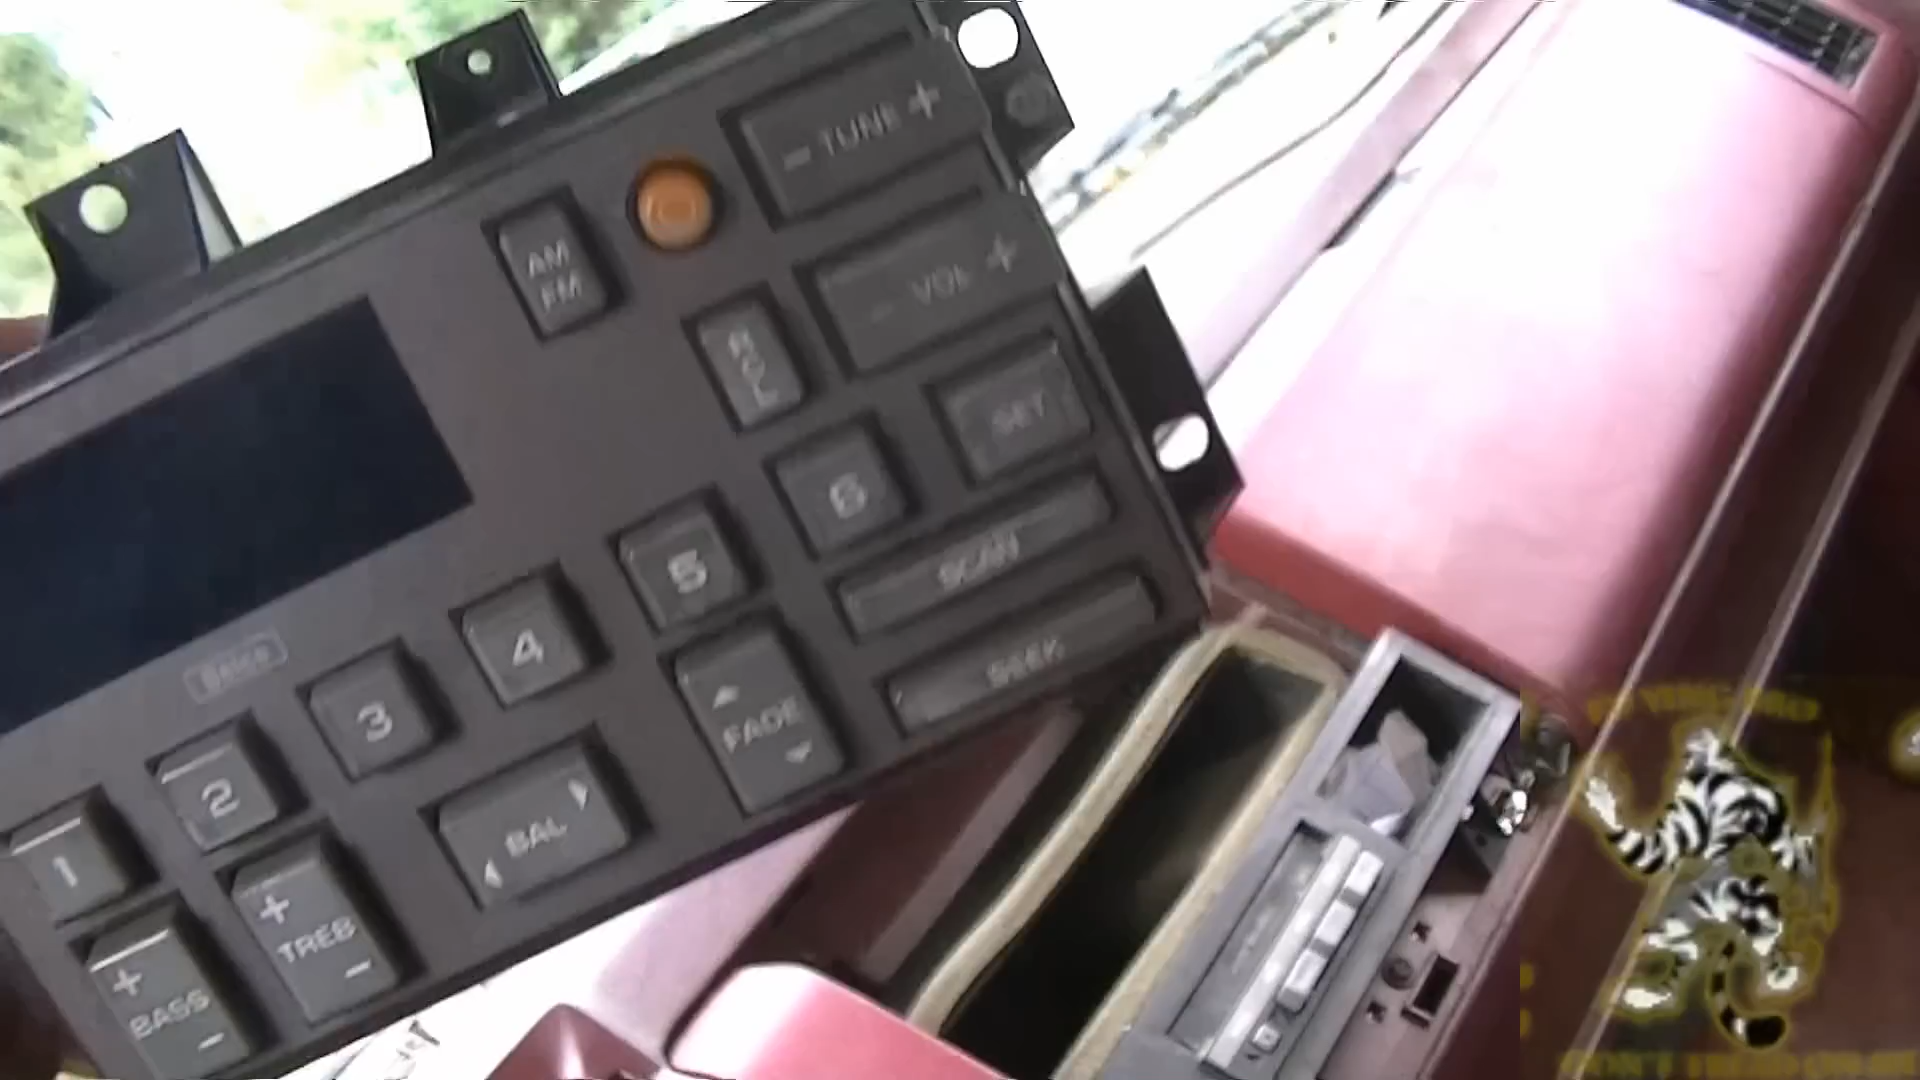 - TUNE +
AM
FM
- VOL +
RCL
SET
6
SCAN
5
SEEK
4
FADE
3
2
BAL
1
+
TREB
-
+
BASS
-